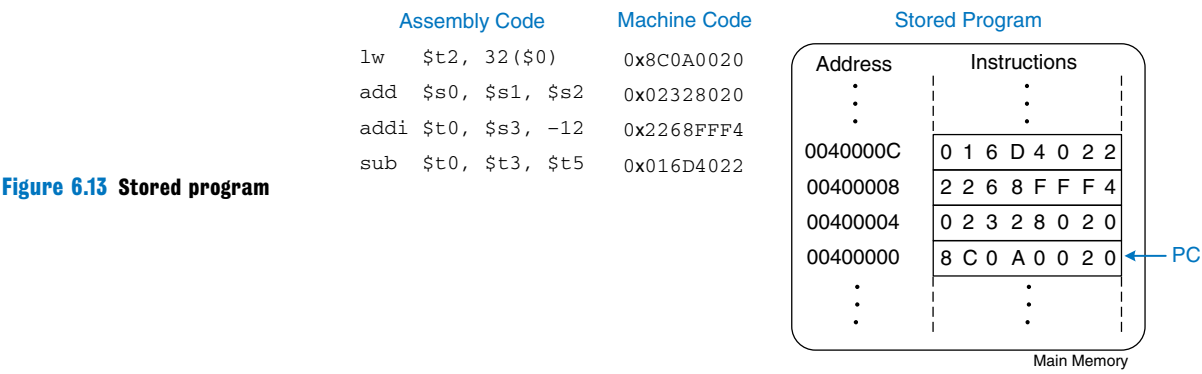 Assembly Code Machine Code Stored Program
lw $t2, 32($0) 0x8C0A0020
add $s0, $s1, $s2 0x02328020
addi $t0, $s3, −12 0x2268FFF4
sub $t0, $t3, $t5 0x016D4022
Address Instructions
0040000C 0 1 6 D 4 0 2 2
00400008 2 2 6 8 F F F 4
00400004 0 2 3 2 8 0 2 0
00400000 8 C 0 A 0 0 2 0 PC
Main Memory
Figure 6.13 Stored program